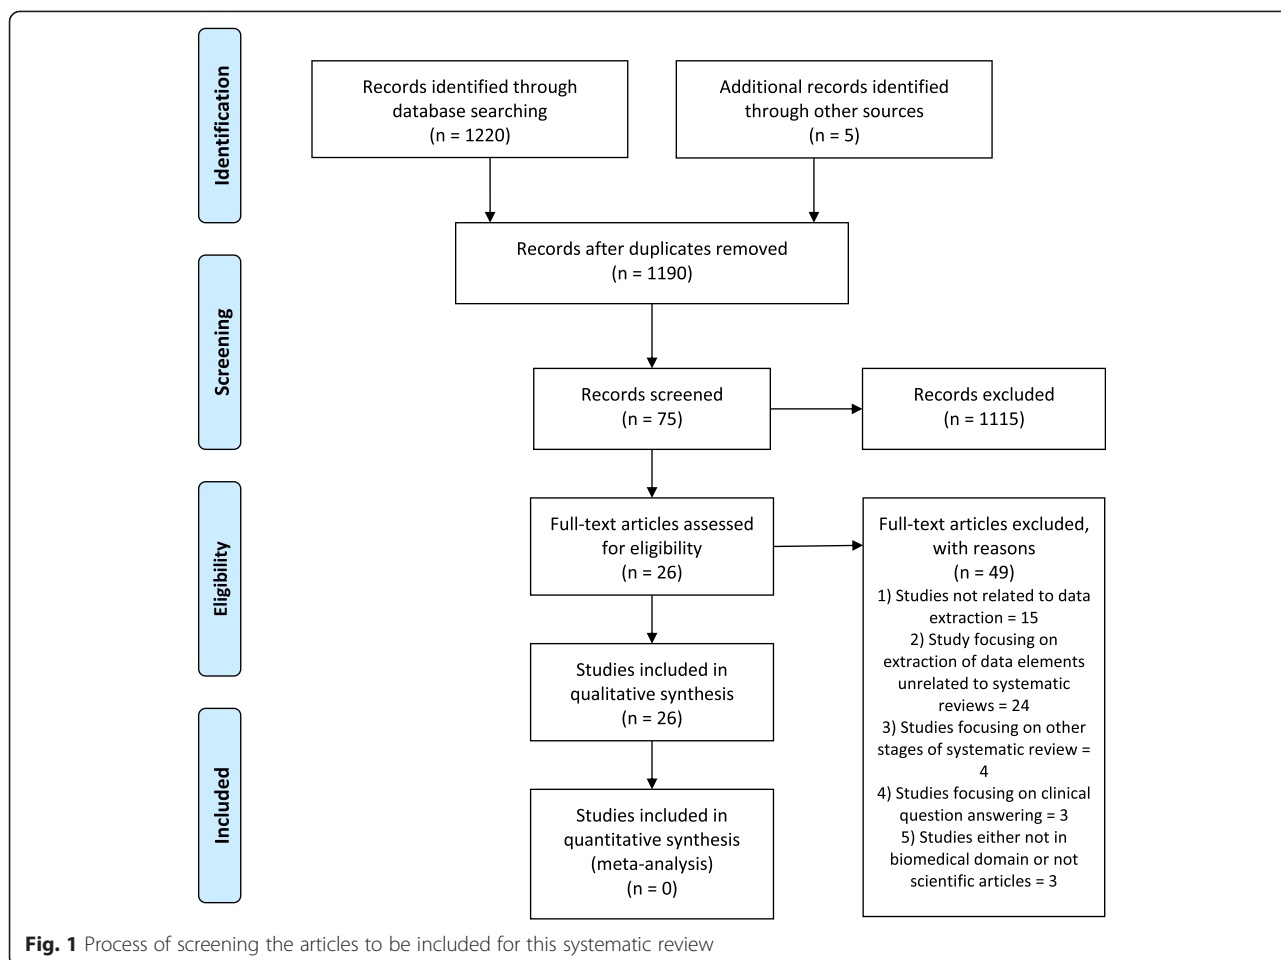 Identification
Records identified through
database searching
(n = 1220)
Additional records identified
through other sources
(n = 5)
Records after duplicates removed
(n = 1190)
Screening
Records screened
(n = 75)
Records excluded
(n = 1115)
Eligibility
Full-text articles assessed
for eligibility
(n = 26)
Full-text articles excluded,
with reasons
(n = 49)
1) Studies not related to data
extraction = 15
2) Study focusing on
extraction of data elements
unrelated to systematic
reviews = 24
3) Studies focusing on other
stages of systematic review =
4
4) Studies focusing on clinical
question answering = 3
5) Studies either not in
biomedical domain or not
scientific articles = 3
Studies included in
qualitative synthesis
(n = 26)
Included
Studies included in
quantitative synthesis
(meta-analysis)
(n = 0)
Fig. 1 Process of screening the articles to be included for this systematic review